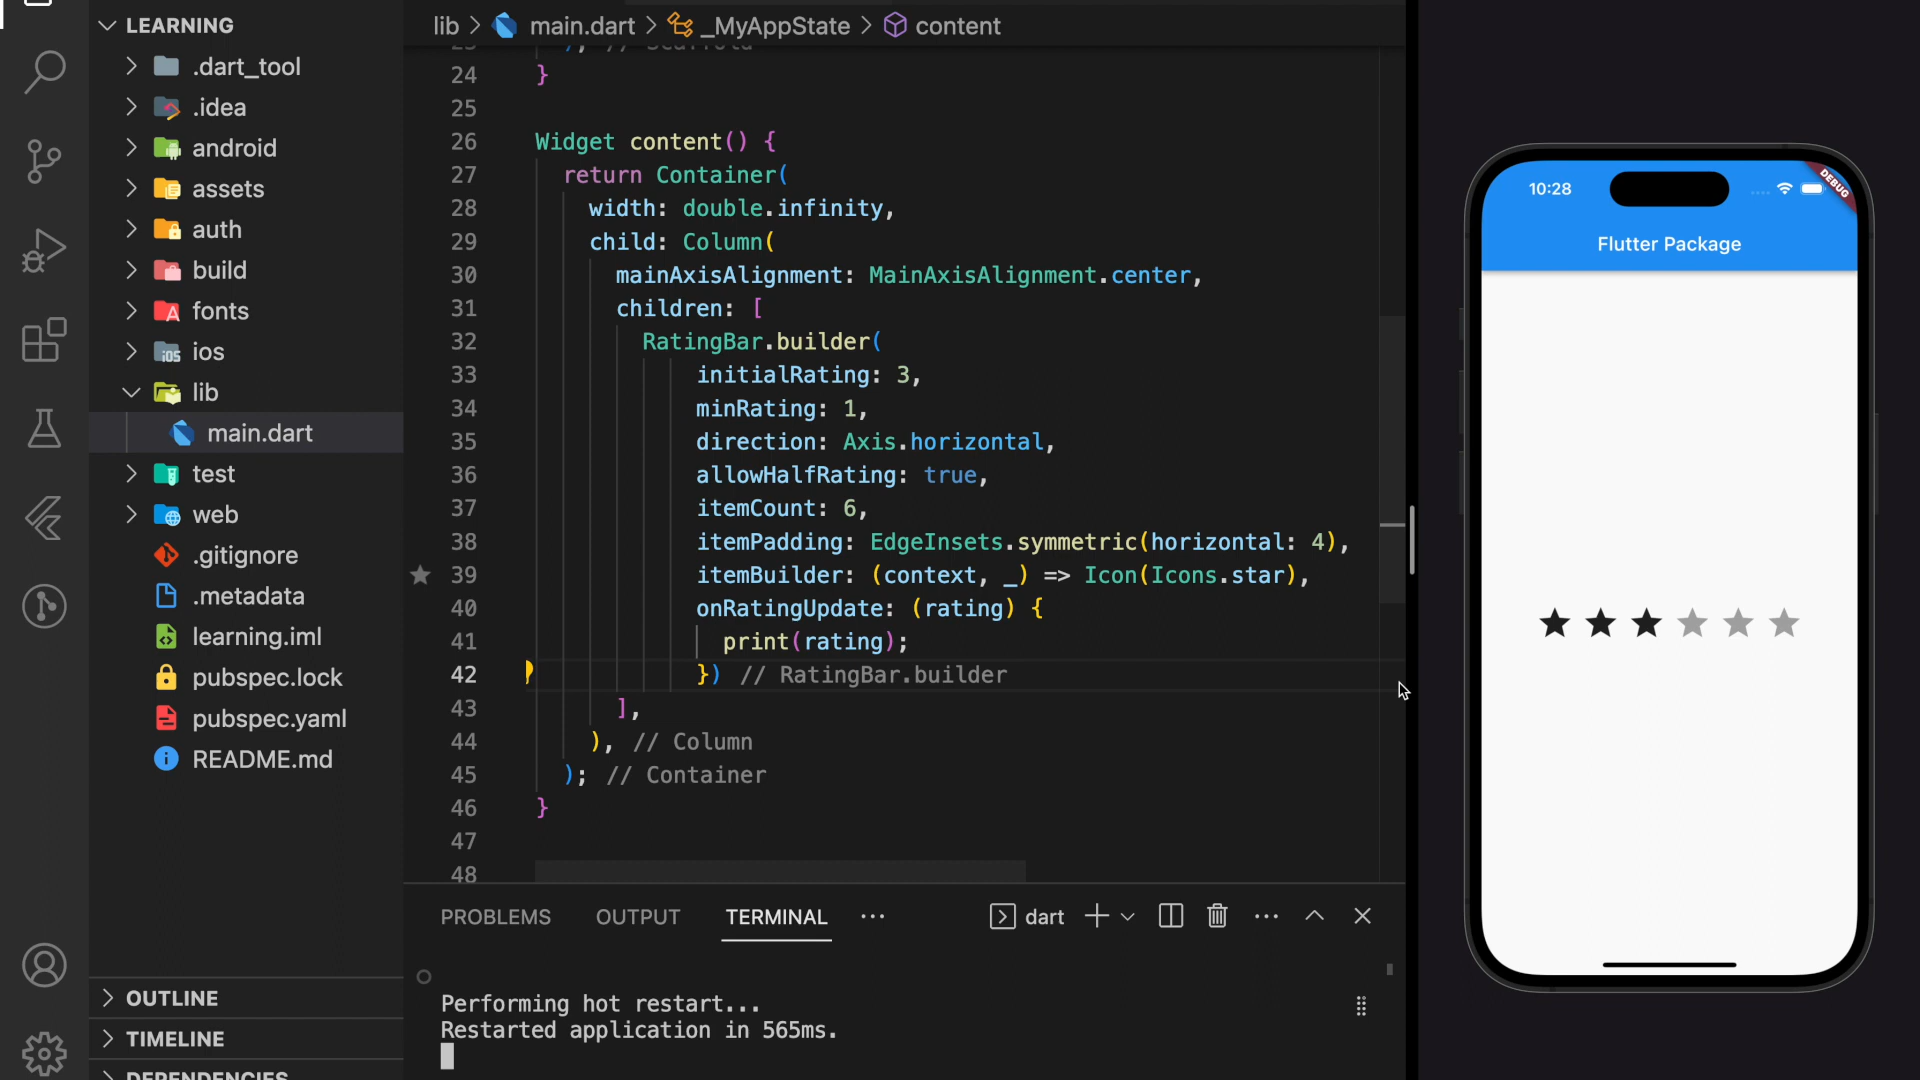 LEARNING
.dart_tool
.idea
android
assets
auth
build
fonts
ios
lib
main.dart
test
web
.gitignore
.metadata
learning.iml
pubspec.lock
pubspec.yaml
README.md
OUTLINE
TIMELINE
DEPENDENCIES
lib > main.dart > _MyAppState > content
23 ), // Scaffold
24 }
25
26 Widget content() {
27 return Container(
28 width: double.infinity,
29 child: Column(
30 mainAxisAlignment: MainAxisAlignment.center,
31 children: [
32 RatingBar.builder(
33 initialRating: 3,
34 minRating: 1,
35 direction: Axis.horizontal,
36 allowHalfRating: true,
37 itemCount: 6,
38 itemPadding: EdgeInsets.symmetric(horizontal: 4),
39 itemBuilder: (context, _) => Icon(Icons.star),
40 onRatingUpdate: (rating) {
41 print(rating);
42 }) // RatingBar.builder
43 ],
44 ), // Column
45 ); // Container
46 }
47
48
PROBLEMS OUTPUT TERMINAL ··· dart
Performing hot restart...
Restarted application in 565ms.
10:28
DEBUG
Flutter Package